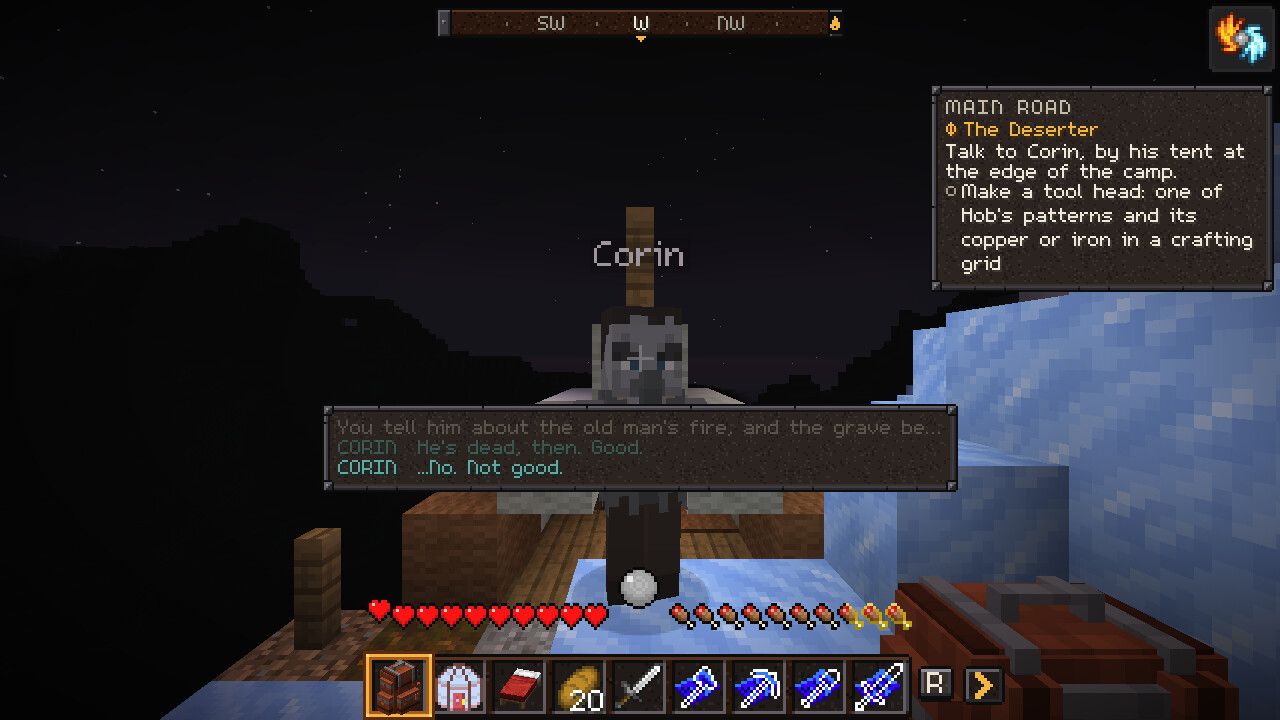 SW W NW
MAIN ROAD
The Deserter
Talk to Corin, by his tent at
the edge of the camp.
Make a tool head: one of
Hob's patterns and its
copper or iron in a crafting
grid
Corin
You tell him about the old man's fire, and the grave be...
CORIN He's dead, then. Good.
CORIN ...No. Not good.
20
R